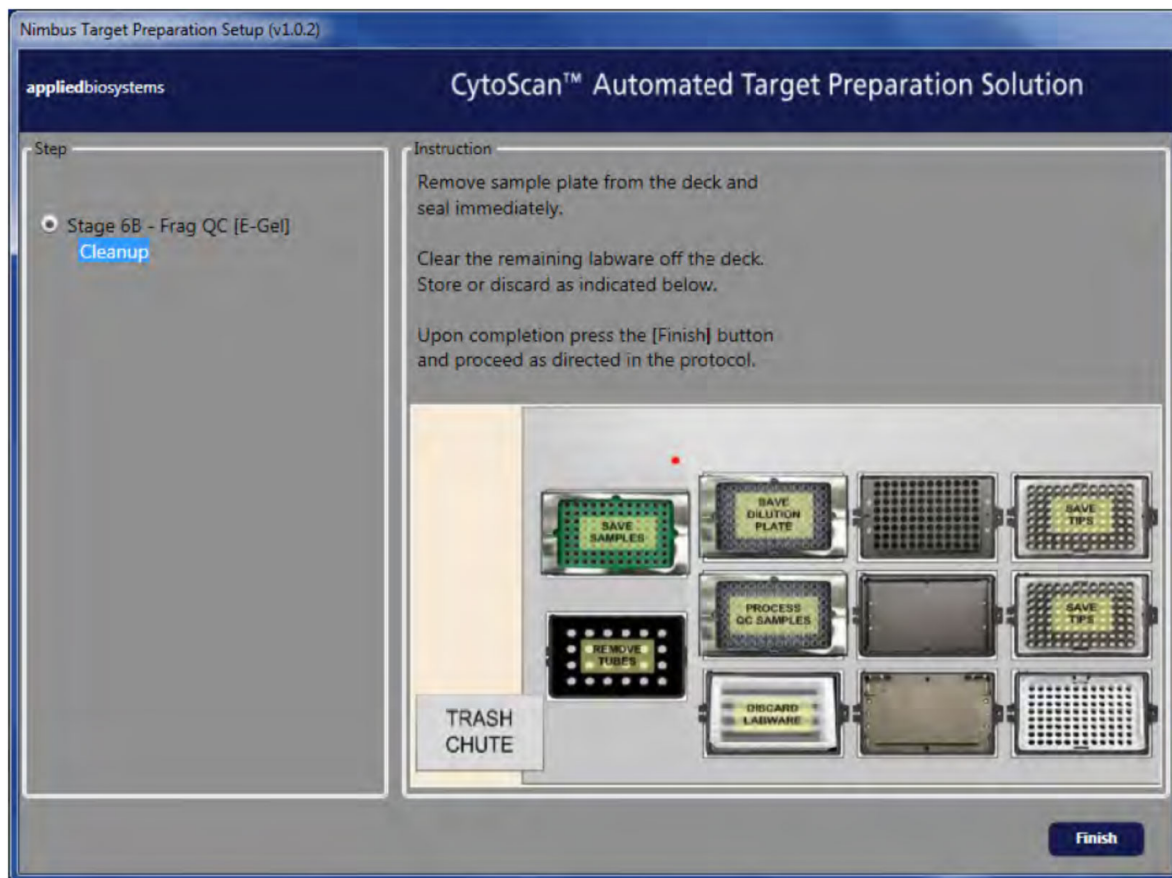 Nimbus Target Preparation Setup (v1.0.2)
appliedbiosystems
CytoScan™ Automated Target Preparation Solution
Step
Stage 6B - Frag QC [E-Gel]
Cleanup
Instruction
Remove sample plate from the deck and
seal immediately.
Clear the remaining labware off the deck.
Store or discard as indicated below.
Upon completion press the [Finish] button
and proceed as directed in the protocol.
SAVE
SAMPLES
SAVE
DILUTION
PLATE
SAVE
TIPS
REMOVE
TUBES
PROCESS
QC SAMPLES
SAVE
TIPS
DISCARD
LABWARE
TRASH
CHUTE
Finish